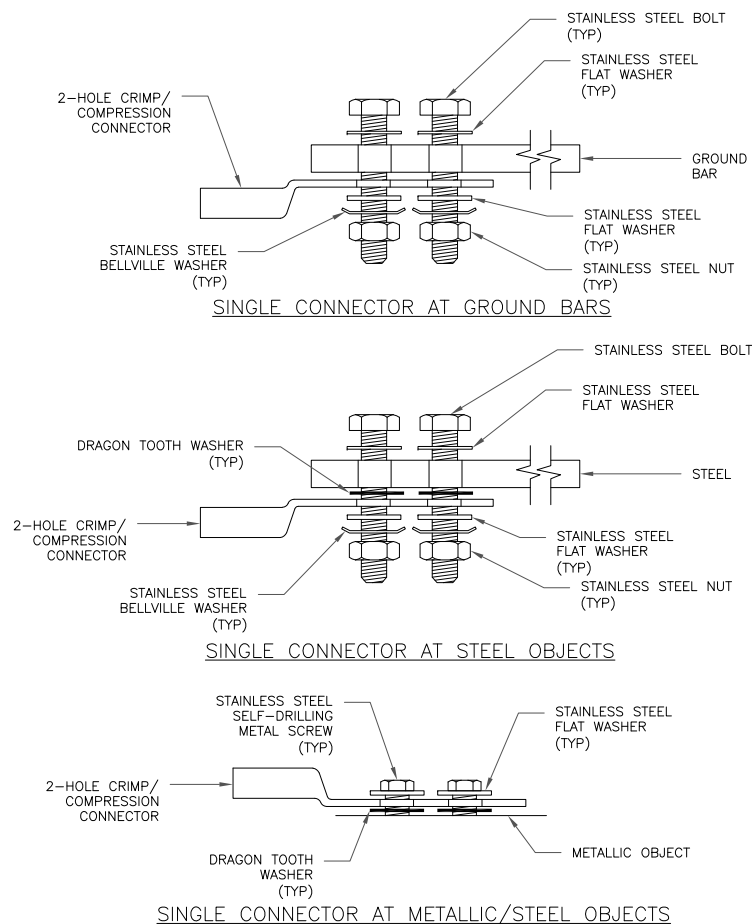 STAINLESS STEEL BOLT
(TYP)
STAINLESS STEEL
FLAT WASHER
(TYP)
2-HOLE CRIMP/
COMPRESSION
CONNECTOR
GROUND
BAR
STAINLESS STEEL
FLAT WASHER
(TYP)
STAINLESS STEEL
BELLVILLE WASHER
(TYP)
STAINLESS STEEL NUT
(TYP)
SINGLE CONNECTOR AT GROUND BARS
STAINLESS STEEL BOLT
STAINLESS STEEL
FLAT WASHER
DRAGON TOOTH WASHER
(TYP)
STEEL
2-HOLE CRIMP/
COMPRESSION
CONNECTOR
STAINLESS STEEL
FLAT WASHER
(TYP)
STAINLESS STEEL
BELLVILLE WASHER
(TYP)
STAINLESS STEEL NUT
(TYP)
SINGLE CONNECTOR AT STEEL OBJECTS
STAINLESS STEEL
SELF-DRILLING
METAL SCREW
(TYP)
STAINLESS STEEL
FLAT WASHER
(TYP)
2-HOLE CRIMP/
COMPRESSION
CONNECTOR
DRAGON TOOTH
WASHER
(TYP)
METALLIC OBJECT
SINGLE CONNECTOR AT METALLIC/STEEL OBJECTS